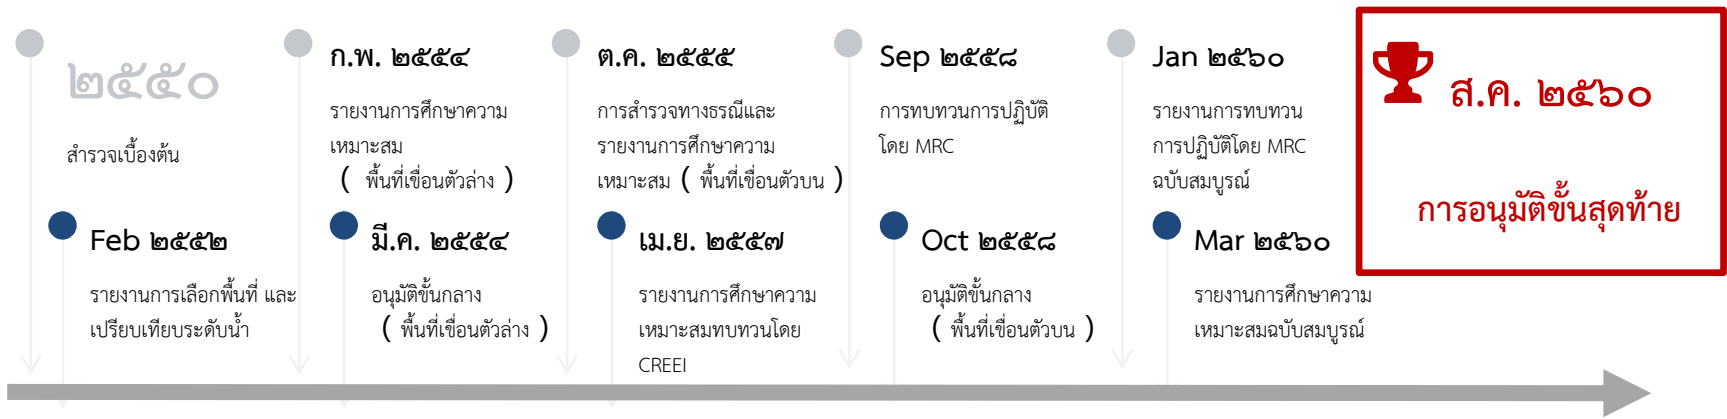 ๒๕๕๐
สำรวจเบื้องต้น
Feb ๒๕๕๒
รายงานการเลือกพื้นที่ และ
เปรียบเทียบระดับน้ำ
ก.พ. ๒๕๕๔
รายงานการศึกษาความ
เหมาะสม
( พื้นที่เขื่อนตัวล่าง )
มี.ค. ๒๕๕๔
อนุมัติขั้นกลาง
( พื้นที่เขื่อนตัวล่าง )
ต.ค. ๒๕๕๕
การสำรวจทางธรณีและ
รายงานการศึกษาความ
เหมาะสม ( พื้นที่เขื่อนตัวบน )
เม.ย. ๒๕๕๗
รายงานการศึกษาความ
เหมาะสมทบทวนโดย
CREEI
Sep ๒๕๕๘
การทบทวนการปฏิบัติ
โดย MRC
Oct ๒๕๕๘
อนุมัติขั้นกลาง
( พื้นที่เขื่อนตัวบน )
Jan ๒๕๖๐
รายงานการทบทวน
การปฏิบัติโดย MRC
ฉบับสมบูรณ์
Mar ๒๕๖๐
รายงานการศึกษาความ
เหมาะสมฉบับสมบูรณ์
ส.ค. ๒๕๖๐
การอนุมัติขั้นสุดท้าย